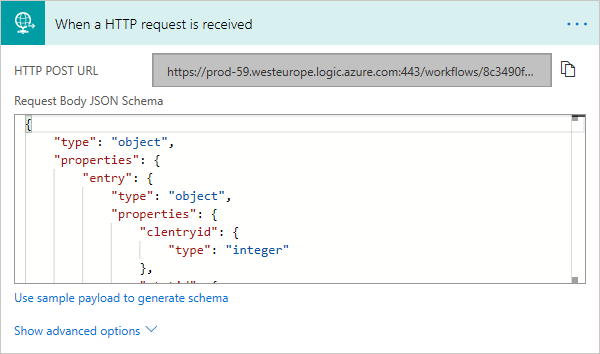 When a HTTP request is received
HTTP POST URL
https://prod-59.westeurope.logic.azure.com:443/workflows/8c3490f...
Request Body JSON Schema
{
"type": "object",
"properties": {
"entry": {
"type": "object",
"properties": {
"clentryid": {
"type": "integer"
},
Use sample payload to generate schema
Show advanced options